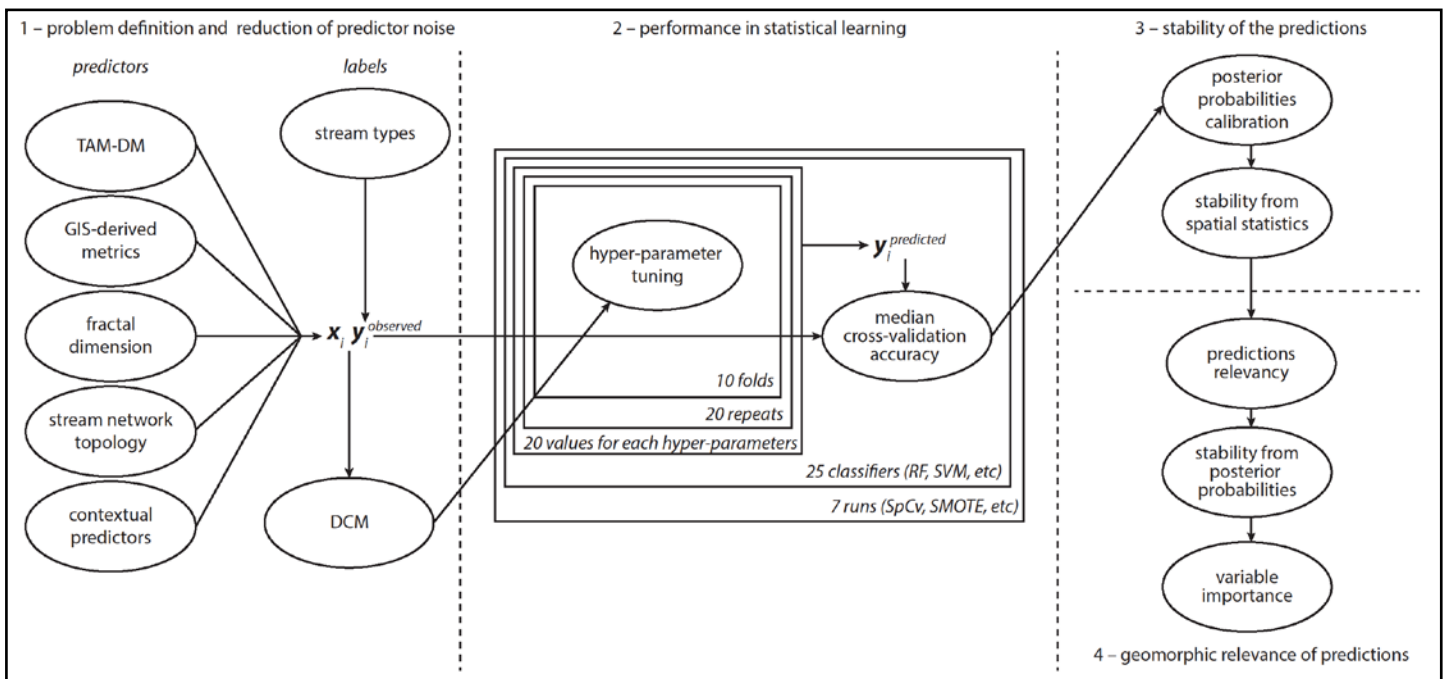 1 – problem definition and reduction of predictor noise
predictors
labels
TAM-DM
GIS-derived
metrics
fractal
dimension
stream network
topology
contextual
predictors
stream types
x_i y_i^observed
DCM
2 – performance in statistical learning
hyper-parameter
tuning
10 folds
20 repeats
20 values for each hyper-parameters
25 classifiers (RF, SVM, etc)
7 runs (SpCv, SMOTE, etc)
y_i^predicted
median
cross-validation
accuracy
3 – stability of the predictions
posterior
probabilities
calibration
stability from
spatial statistics
predictions
relevancy
stability from
posterior
probabilities
variable
importance
4 – geomorphic relevance of predictions